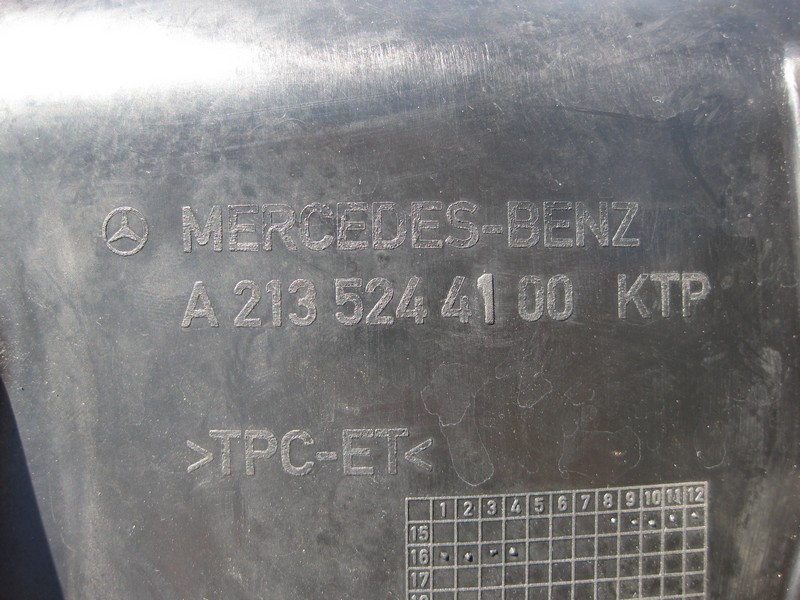 MERCEDES-BENZ
A 213 524 41 00 KTP
>TPC-ET<
1 2 3 4 5 6 7 8 9 10 11 12
15
16
17